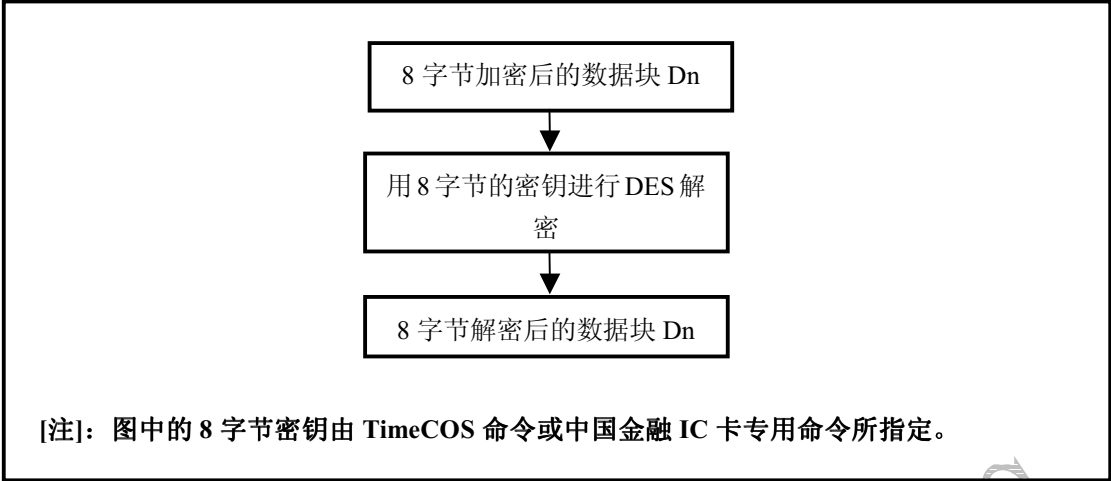 8 字节加密后的数据块 Dn
用 8 字节的密钥进行 DES 解
密
8 字节解密后的数据块 Dn
[注]：图中的 8 字节密钥由 TimeCOS 命令或中国金融 IC 卡专用命令所指定。